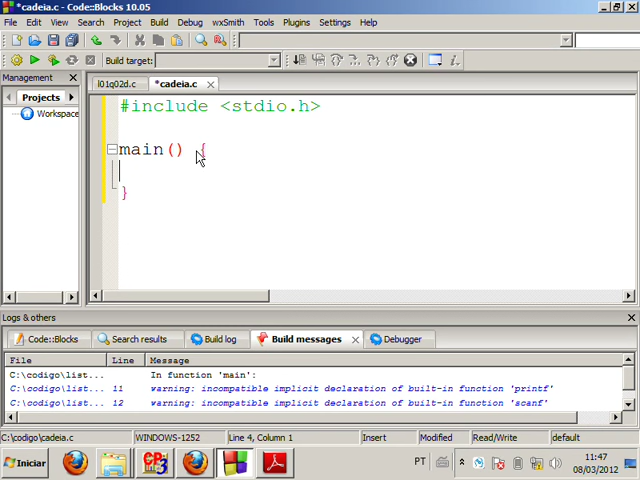 *cadeia.c - Code::Blocks 10.05
File View Search Project Build Debug wxSmith Tools Plugins Settings Help
Build target:
Management
Projects
Workspace
l01q02d.c
*cadeia.c
#include <stdio.h>
main() {
}
Logs & others
Code::Blocks
Search results
Build log
Build messages
Debugger
File Line Message
C:\codigo\list... In function 'main':
C:\codigo\list... 11 warning: incompatible implicit declaration of built-in function 'printf'
C:\codigo\list... 12 warning: incompatible implicit declaration of built-in function 'scanf'
C:\codigo\cadeia.c WINDOWS-1252 Line 4, Column 1 Insert Modified Read/Write default
Iniciar
PT
11:47
08/03/2012